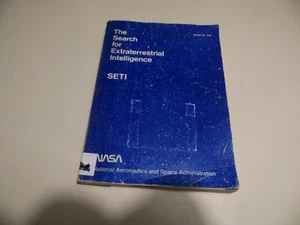 The
Search
for
Extraterrestrial
Intelligence
SETI
NASA
National Aeronautics and Space Administration